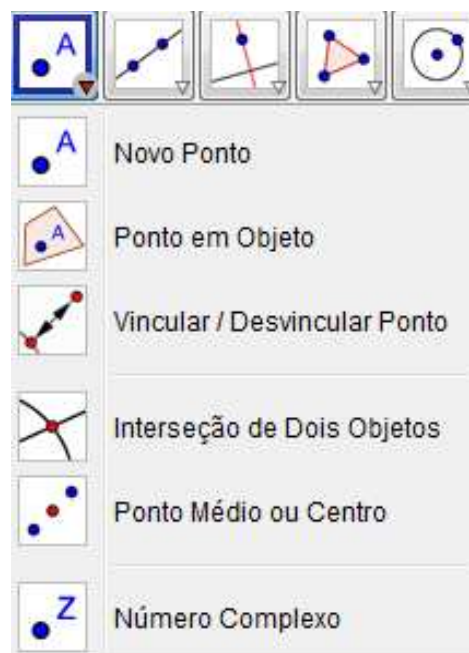 A
A
Novo Ponto
A
Ponto em Objeto
Vincular / Desvincular Ponto
Interseção de Dois Objetos
Ponto Médio ou Centro
Z
Número Complexo